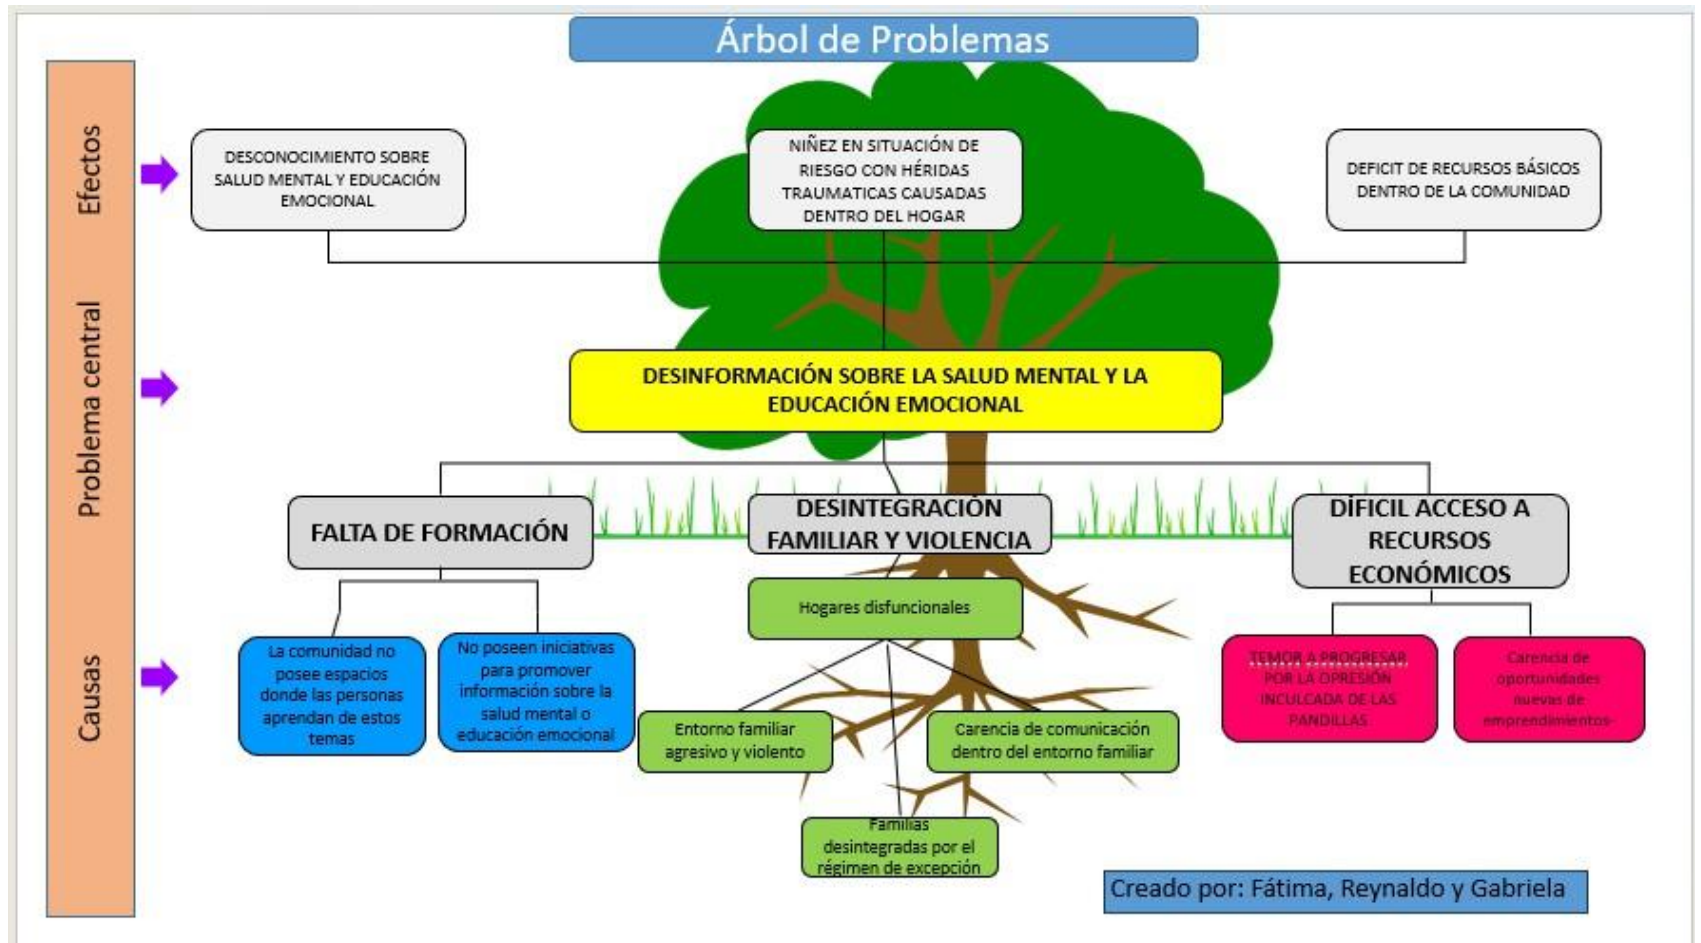 Árbol de Problemas
Efectos
DESCONOCIMIENTO SOBRE
SALUD MENTAL Y EDUCACIÓN
EMOCIONAL
NIÑEZ EN SITUACIÓN DE
RIESGO CON HÉRIDAS
TRAUMATICAS CAUSADAS
DENTRO DEL HOGAR
DEFICIT DE RECURSOS BÁSICOS
DENTRO DE LA COMUNIDAD
Problema central
DESINFORMACIÓN SOBRE LA SALUD MENTAL Y LA
EDUCACIÓN EMOCIONAL
Causas
FALTA DE FORMACIÓN
DESINTEGRACIÓN
FAMILIAR Y VIOLENCIA
DÍFICIL ACCESO A
RECURSOS
ECONÓMICOS
La comunidad no
posee espacios
donde las personas
aprendan de estos
temas
No poseen iniciativas
para promover
información sobre la
salud mental o
educación emocional
Hogares disfuncionales
Entorno familiar
agresivo y violento
Carencia de comunicación
dentro del entorno familiar
Familias
desintegradas por el
régimen de excepción
TEMOR A PROGRESAR
POR LA OPRESIÓN
INCULCADA DE LAS
PANDILLAS
Carencia de
oportunidades
nuevas de
emprendimientos-
Creado por: Fátima, Reynaldo y Gabriela